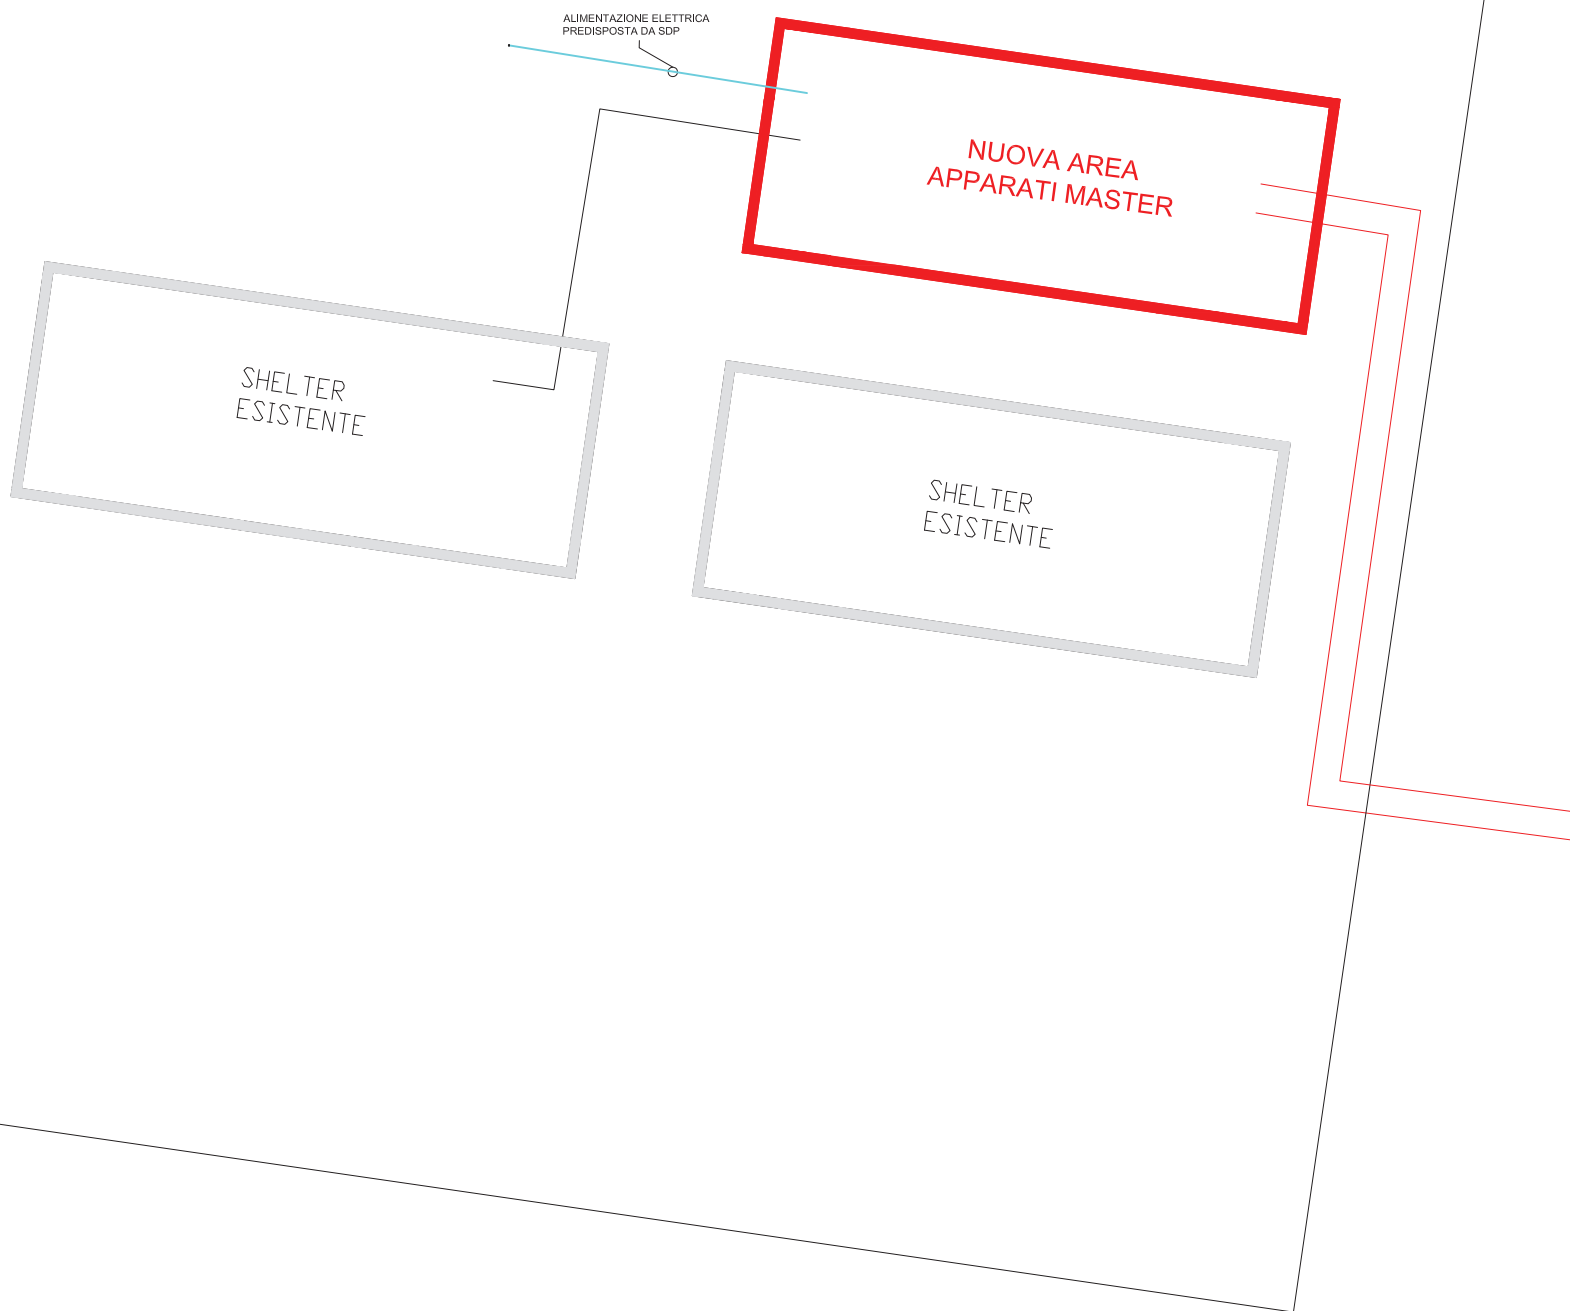 ALIMENTAZIONE ELETTRICA
PREDISPOSTA DA SDP
NUOVA AREA
APPARATI MASTER
SHELTER
ESISTENTE
SHELTER
ESISTENTE